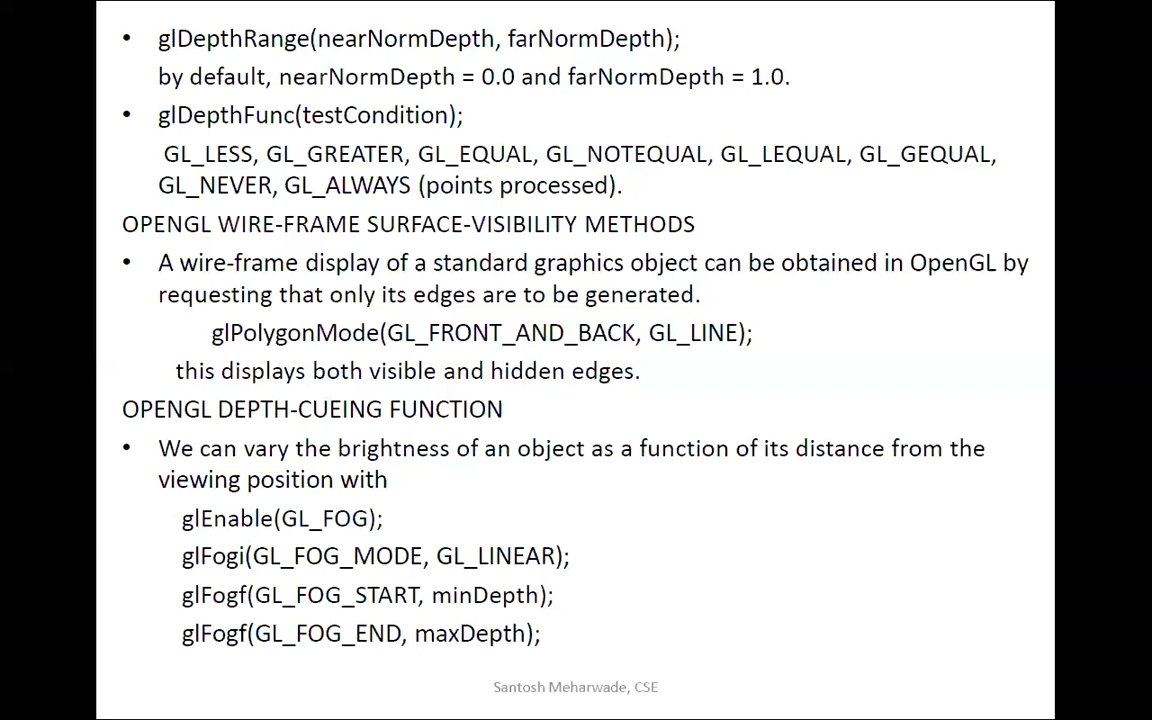 • glDepthRange(nearNormDepth, farNormDepth);
by default, nearNormDepth = 0.0 and farNormDepth = 1.0.
• glDepthFunc(testCondition);
GL_LESS, GL_GREATER, GL_EQUAL, GL_NOTEQUAL, GL_LEQUAL, GL_GEQUAL,
GL_NEVER, GL_ALWAYS (points processed).
OPENGL WIRE-FRAME SURFACE-VISIBILITY METHODS
• A wire-frame display of a standard graphics object can be obtained in OpenGL by
requesting that only its edges are to be generated.
glPolygonMode(GL_FRONT_AND_BACK, GL_LINE);
this displays both visible and hidden edges.
OPENGL DEPTH-CUEING FUNCTION
• We can vary the brightness of an object as a function of its distance from the
viewing position with
glEnable(GL_FOG);
glFogi(GL_FOG_MODE, GL_LINEAR);
glFogf(GL_FOG_START, minDepth);
glFogf(GL_FOG_END, maxDepth);
Santosh Meharwade, CSE